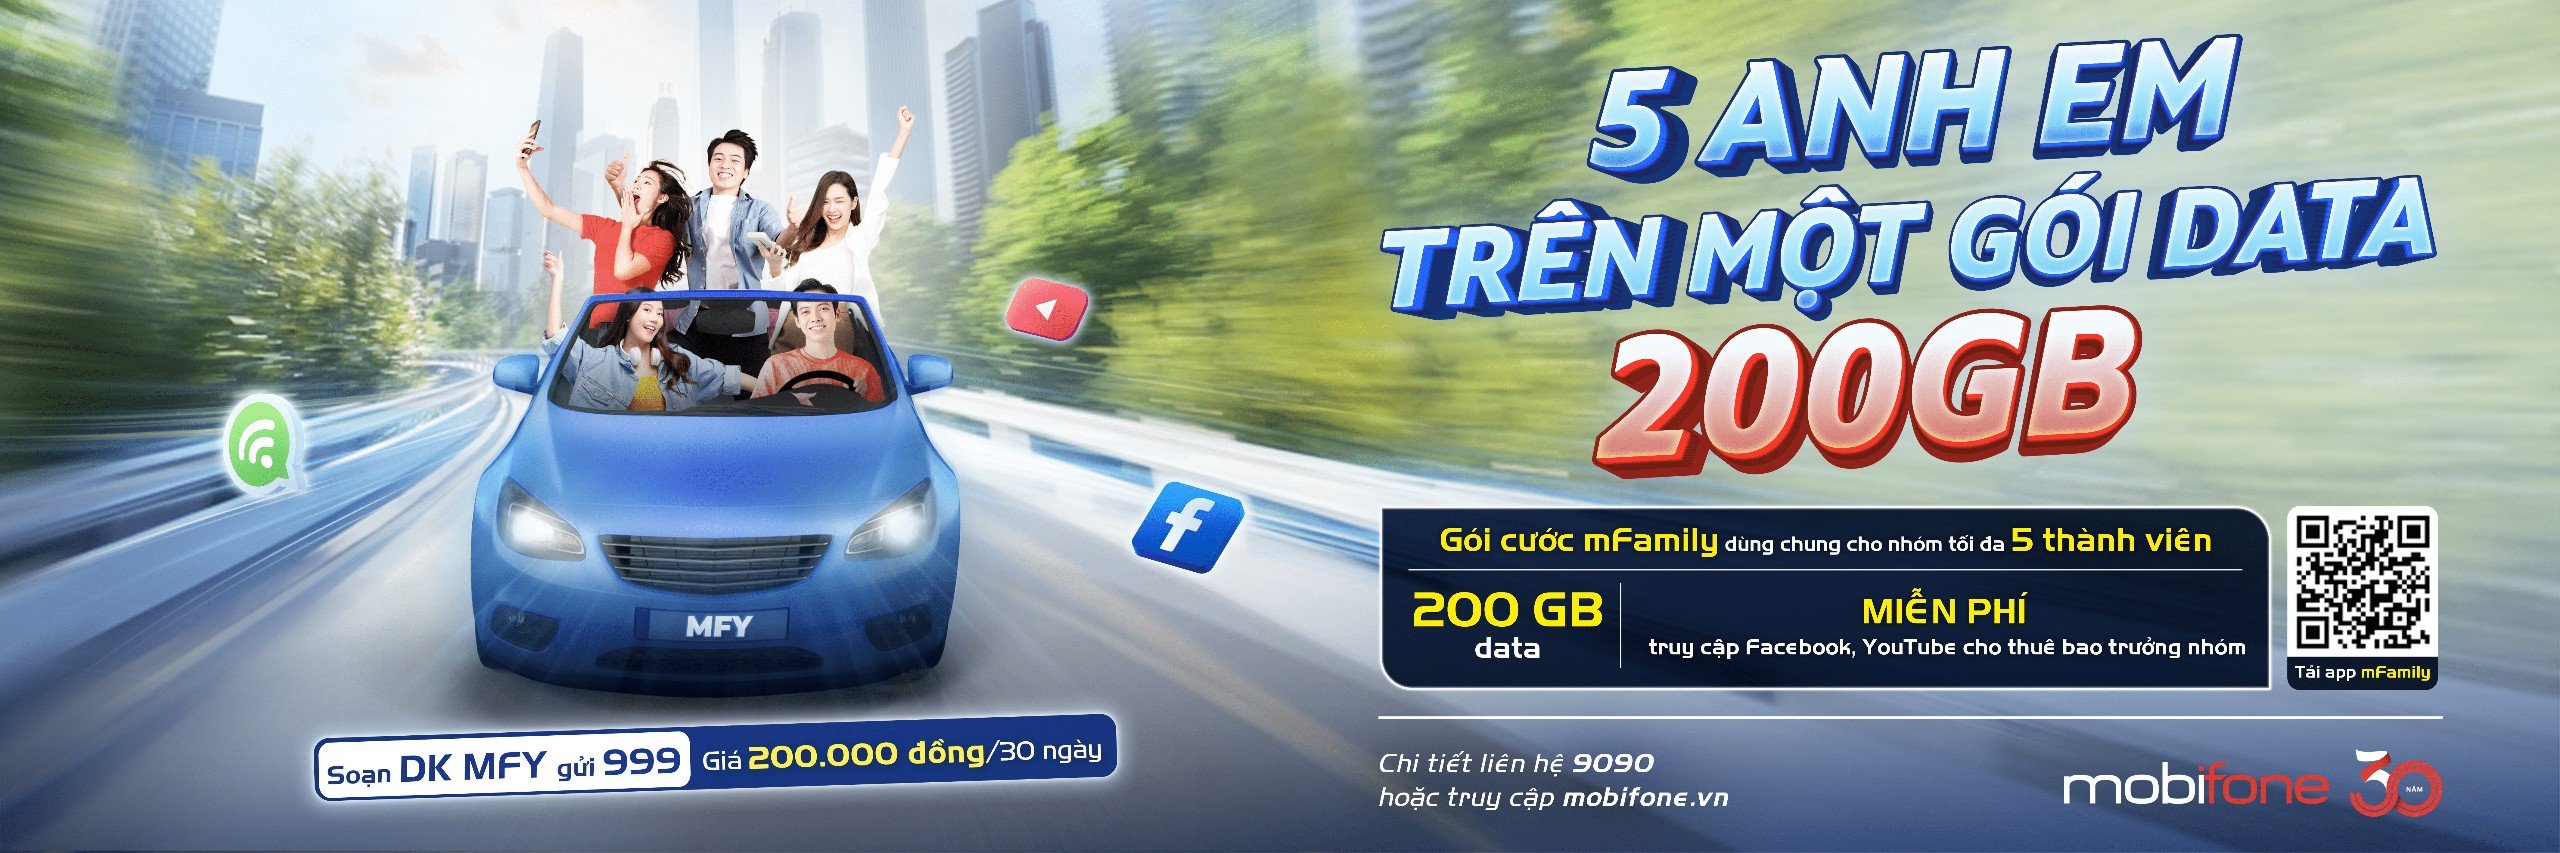 5 ANH EM
TRÊN MỘT GÓI DATA
200GB
Gói cước mFamily dùng chung cho nhóm tối đa 5 thành viên
200 GB
data
MIỄN PHÍ
truy cập Facebook, YouTube cho thuê bao trưởng nhóm
Tải app mFamily
MFY
Soạn DK MFY gửi 999 Giá 200.000 đồng/30 ngày
Chi tiết liên hệ 9090
hoặc truy cập mobifone.vn
mobifone 30 NĂM